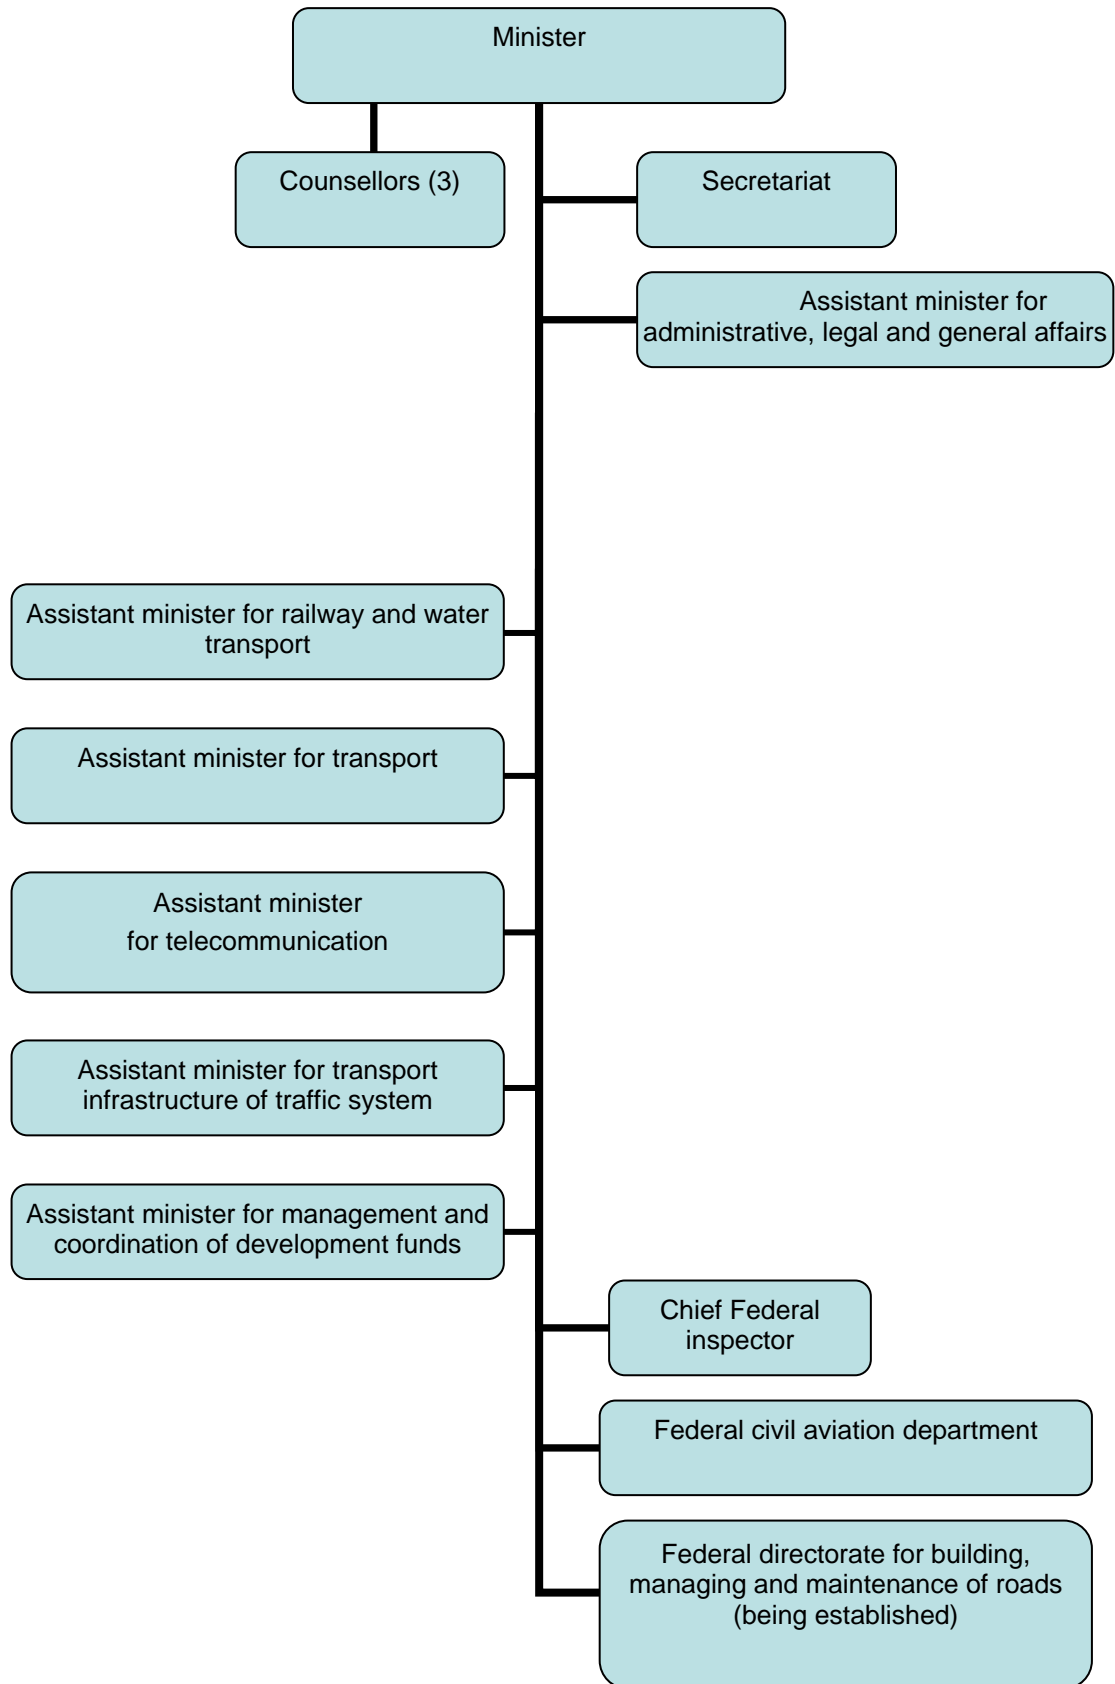 Minister
Counsellors (3)
Secretariat
Assistant minister for
administrative, legal and general affairs
Assistant minister for railway and water
transport
Assistant minister for transport
Assistant minister
for telecommunication
Assistant minister for transport
infrastructure of traffic system
Assistant minister for management and
coordination of development funds
Chief Federal
inspector
Federal civil aviation department
Federal directorate for building,
managing and maintenance of roads
(being established)